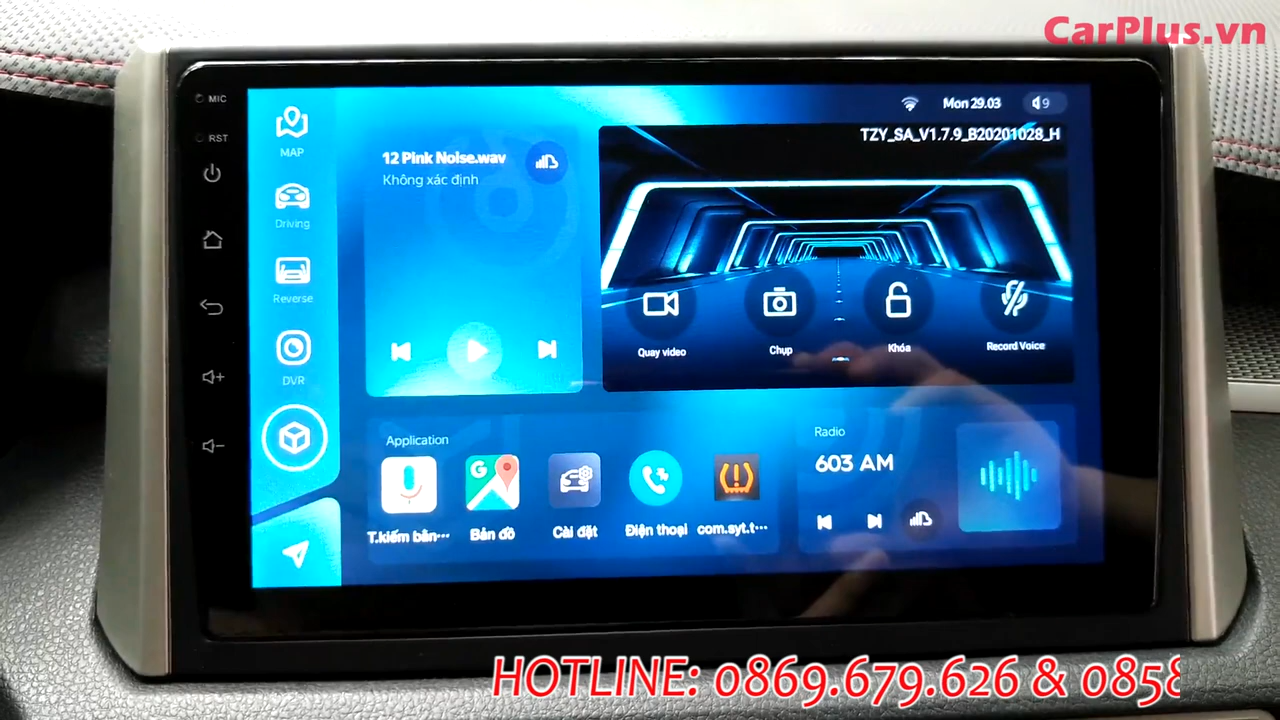 CarPlus.vn
MIC
RST
MAP
Driving
Reverse
DVR
Mon 29.03
9
12 Pink Noise.wav
Không xác định
TZY_SA_V1.7.9_B20201028_H
Quay video
Chụp
Khóa
Record Voice
Application
T.kiếm bằn...
Bản đồ
Cài đặt
Điện thoại
com.syt.t...
Radio
603 AM
HOTLINE: 0869.679.626 & 0858